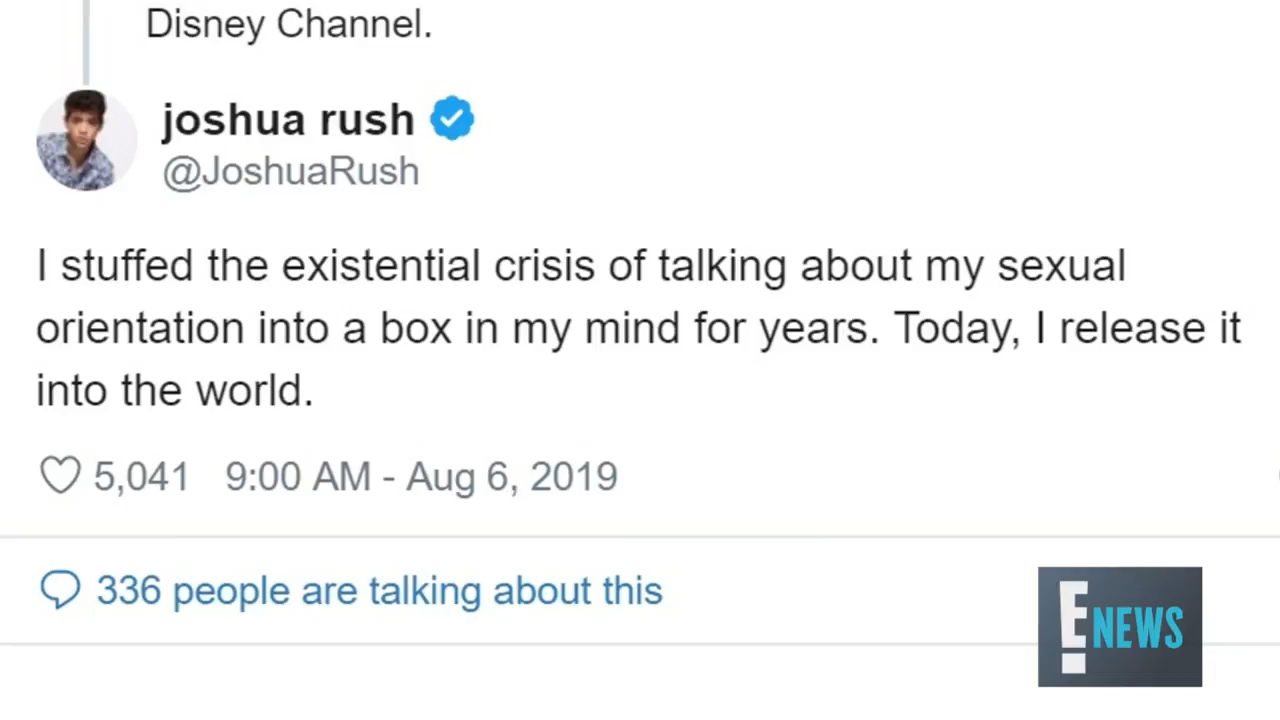 Disney Channel.
joshua rush
@JoshuaRush
I stuffed the existential crisis of talking about my sexual
orientation into a box in my mind for years. Today, I release it
into the world.
5,041 9:00 AM - Aug 6, 2019
336 people are talking about this
E! NEWS